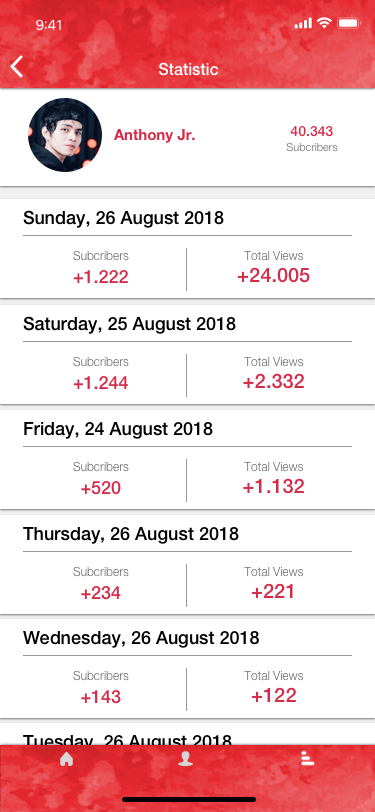 9:41
Statistic
Anthony Jr.
40.343
Subcribers
Sunday, 26 August 2018
Subcribers
Total Views
+1.222
+24.005
Saturday, 25 August 2018
Subcribers
Total Views
+1.244
+2.332
Friday, 24 August 2018
Subcribers
Total Views
+520
+1.132
Thursday, 26 August 2018
Subcribers
Total Views
+234
+221
Wednesday, 26 August 2018
Subcribers
Total Views
+143
+122
Tuesday, 26 August 2018